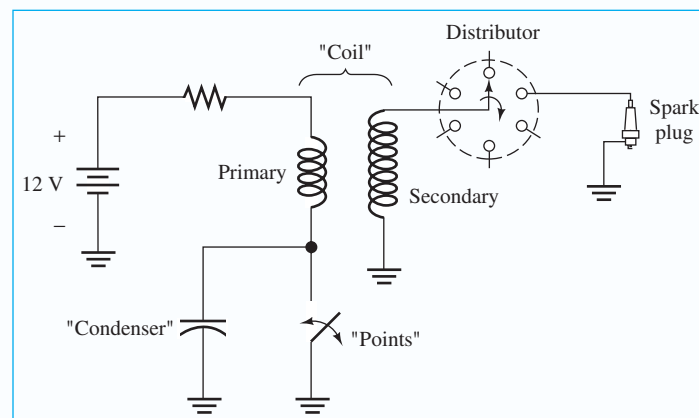 Distributor
"Coil"
Spark
plug
+
12 V
−
Primary
Secondary
"Condenser"
"Points"